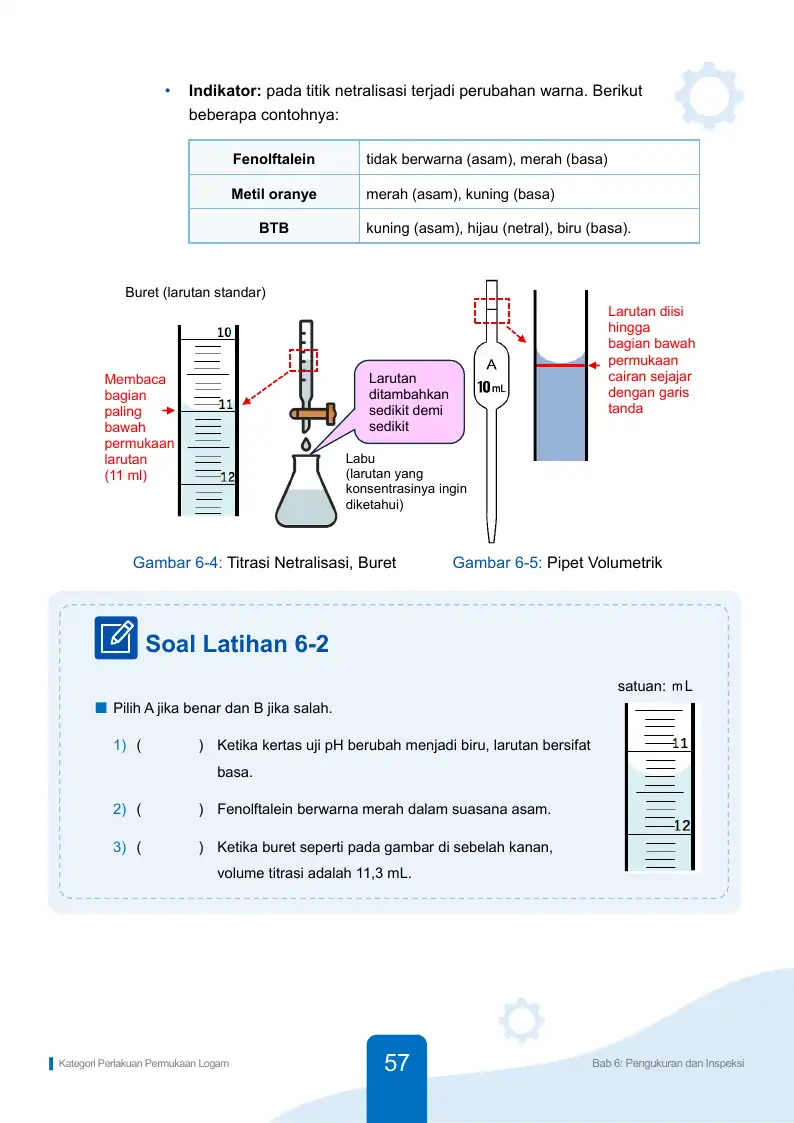 • Indikator: pada titik netralisasi terjadi perubahan warna. Berikut
beberapa contohnya:
Fenolftalein tidak berwarna (asam), merah (basa)
Metil oranye merah (asam), kuning (basa)
BTB kuning (asam), hijau (netral), biru (basa).
Buret (larutan standar)
10
11
12
Membaca
bagian
paling
bawah
permukaan
larutan
(11 ml)
Larutan
ditambahkan
sedikit demi
sedikit
Labu
(larutan yang
konsentrasinya ingin
diketahui)
A
10 mL
Larutan diisi
hingga
bagian bawah
permukaan
cairan sejajar
dengan garis
tanda
Gambar 6-4: Titrasi Netralisasi, Buret
Gambar 6-5: Pipet Volumetrik
Soal Latihan 6-2
satuan: mL
11
12
Pilih A jika benar dan B jika salah.
1) ( ) Ketika kertas uji pH berubah menjadi biru, larutan bersifat
basa.
2) ( ) Fenolftalein berwarna merah dalam suasana asam.
3) ( ) Ketika buret seperti pada gambar di sebelah kanan,
volume titrasi adalah 11,3 mL.
Kategori Perlakuan Permukaan Logam
57
Bab 6: Pengukuran dan Inspeksi